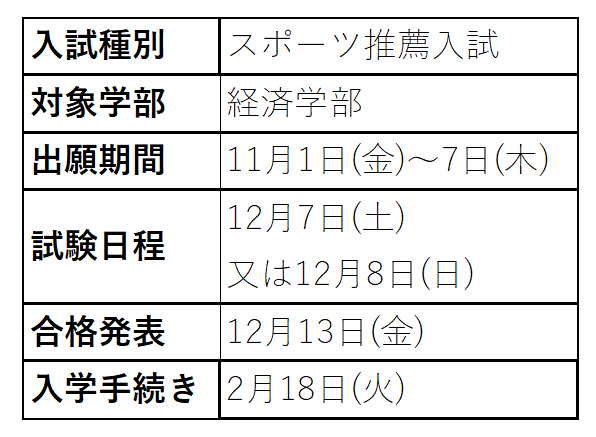 入試種別 スポーツ推薦入試
対象学部 経済学部
出願期間 11月1日(金)～7日(木)
試験日程 12月7日(土)
又は12月8日(日)
合格発表 12月13日(金)
入学手続き 2月18日(火)